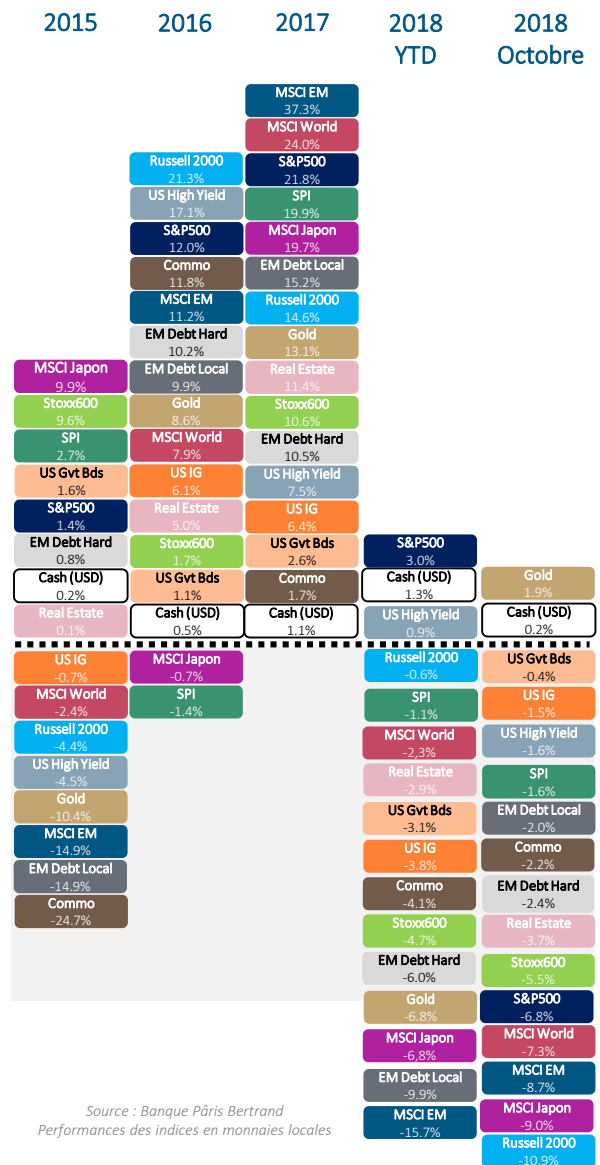 2015
MSCI Japon
9.9%
Stoxx600
9.6%
SPI
2.7%
US Gvt Bds
1.6%
S&P500
1.4%
EM Debt Hard
0.8%
Cash (USD)
0.2%
Real Estate
0.1%
US IG
-0.7%
MSCI World
-2.4%
Russell 2000
-4.4%
US High Yield
-4.5%
Gold
-10.4%
MSCI EM
-14.9%
EM Debt Local
-14.9%
Commo
-24.7%
2016
Russell 2000
21.3%
US High Yield
17.1%
S&P500
12.0%
Commo
11.8%
MSCI EM
11.2%
EM Debt Hard
10.2%
EM Debt Local
9.9%
Gold
8.6%
MSCI World
7.9%
US IG
6.1%
Real Estate
5.0%
Stoxx600
1.7%
US Gvt Bds
1.1%
Cash (USD)
0.5%
MSCI Japon
-0.7%
SPI
-1.4%
2017
MSCI EM
37.3%
MSCI World
24.0%
S&P500
21.8%
SPI
19.9%
MSCI Japon
19.7%
EM Debt Local
15.2%
Russell 2000
14.6%
Gold
13.1%
Real Estate
11.4%
Stoxx600
10.6%
EM Debt Hard
10.5%
US High Yield
7.5%
US IG
6.4%
US Gvt Bds
2.6%
Commo
1.7%
Cash (USD)
1.1%
2018
YTD
S&P500
3.0%
Cash (USD)
1.3%
US High Yield
0.9%
Russell 2000
-0.6%
SPI
-1.1%
MSCI World
-2,3%
Real Estate
-2.9%
US Gvt Bds
-3.1%
US IG
-3.8%
Commo
-4.1%
Stoxx600
-4.7%
EM Debt Hard
-6.0%
Gold
-6.8%
MSCI Japon
-6,8%
EM Debt Local
-9.9%
MSCI EM
-15.7%
2018
Octobre
Gold
1.9%
Cash (USD)
0.2%
US Gvt Bds
-0.4%
US IG
-1.5%
US High Yield
-1.6%
SPI
-1.6%
EM Debt Local
-2.0%
Commo
-2.2%
EM Debt Hard
-2.4%
Real Estate
-3.7%
Stoxx600
-5.5%
S&P500
-6.8%
MSCI World
-7.3%
MSCI EM
-8.7%
MSCI Japon
-9.0%
Russell 2000
-10.9%
Source : Banque Pâris Bertrand
Performances des indices en monnaies locales